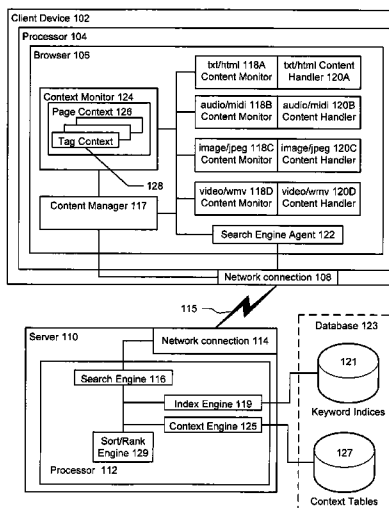 Client Device 102
Processor 104
Browser 106
Context Monitor 124
Page Context 126
Tag Context
128
Content Manager 117
txt/html 118A
Content Monitor
txt/html Content
Handler 120A
audio/midi 118B
Content Monitor
audio/midi 120B
Content Handler
image/jpeg 118C
Content Monitor
image/jpeg 120C
Content Handler
video/wmv 118D
Content Monitor
video/wmv 120D
Content Handler
Search Engine Agent 122
Network connection 108
115
Server 110
Network connection 114
Search Engine 116
Index Engine 119
Context Engine 125
Sort/Rank
Engine 129
Processor 112
Database 123
121
Keyword Indices
127
Context Tables